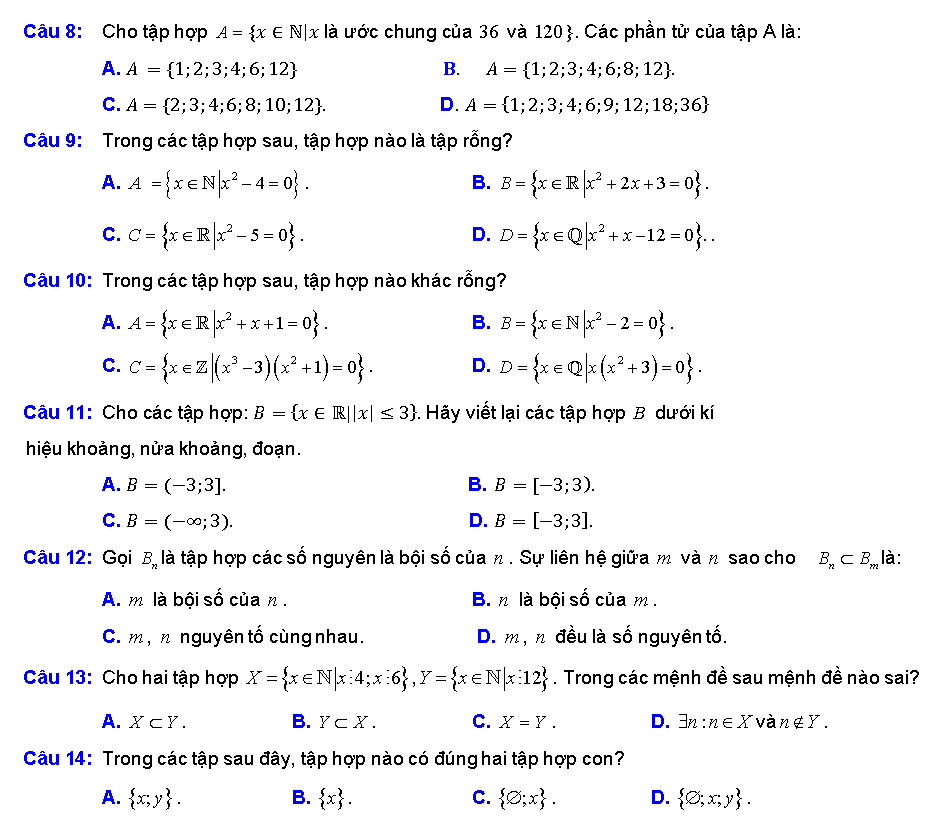 Câu 8: Cho tập hợp A = {x ∈ ℕ|x là ước chung của 36 và 120}. Các phần tử của tập A là:
A. A = {1; 2; 3; 4; 6; 12} B. A = {1; 2; 3; 4; 6; 8; 12}.
C. A = {2; 3; 4; 6; 8; 10; 12}. D. A = {1; 2; 3; 4; 6; 9; 12; 18; 36}
Câu 9: Trong các tập hợp sau, tập hợp nào là tập rỗng?
A. A = {x ∈ ℕ|x² − 4 = 0}. B. B = {x ∈ ℝ|x² + 2x + 3 = 0}.
C. C = {x ∈ ℝ|x² − 5 = 0}. D. D = {x ∈ ℚ|x² + x − 12 = 0}. .
Câu 10: Trong các tập hợp sau, tập hợp nào khác rỗng?
A. A = {x ∈ ℝ|x² + x + 1 = 0}. B. B = {x ∈ ℕ|x² − 2 = 0}.
C. C = {x ∈ ℤ|(x³ − 3)(x² + 1) = 0}. D. D = {x ∈ ℚ|x(x² + 3) = 0}.
Câu 11: Cho các tập hợp: B = {x ∈ ℝ||x| ≤ 3}. Hãy viết lại các tập hợp B dưới kí
hiệu khoảng, nửa khoảng, đoạn.
A. B = (−3; 3]. B. B = [−3; 3).
C. B = (−∞; 3). D. B = [−3; 3].
Câu 12: Gọi Bₙ là tập hợp các số nguyên là bội số của n . Sự liên hệ giữa m và n sao cho Bₙ ⊂ Bₘ là:
A. m là bội số của n . B. n là bội số của m .
C. m , n nguyên tố cùng nhau. D. m , n đều là số nguyên tố.
Câu 13: Cho hai tập hợp X = {x ∈ ℕ|x⋮4; x⋮6}, Y = {x ∈ ℕ|x⋮12}. Trong các mệnh đề sau mệnh đề nào sai?
A. X ⊂ Y . B. Y ⊂ X . C. X = Y . D. ∃n : n ∈ X và n ∉ Y .
Câu 14: Trong các tập sau đây, tập hợp nào có đúng hai tập hợp con?
A. {x; y} . B. {x}. C. {∅; x} . D. {∅; x; y} .